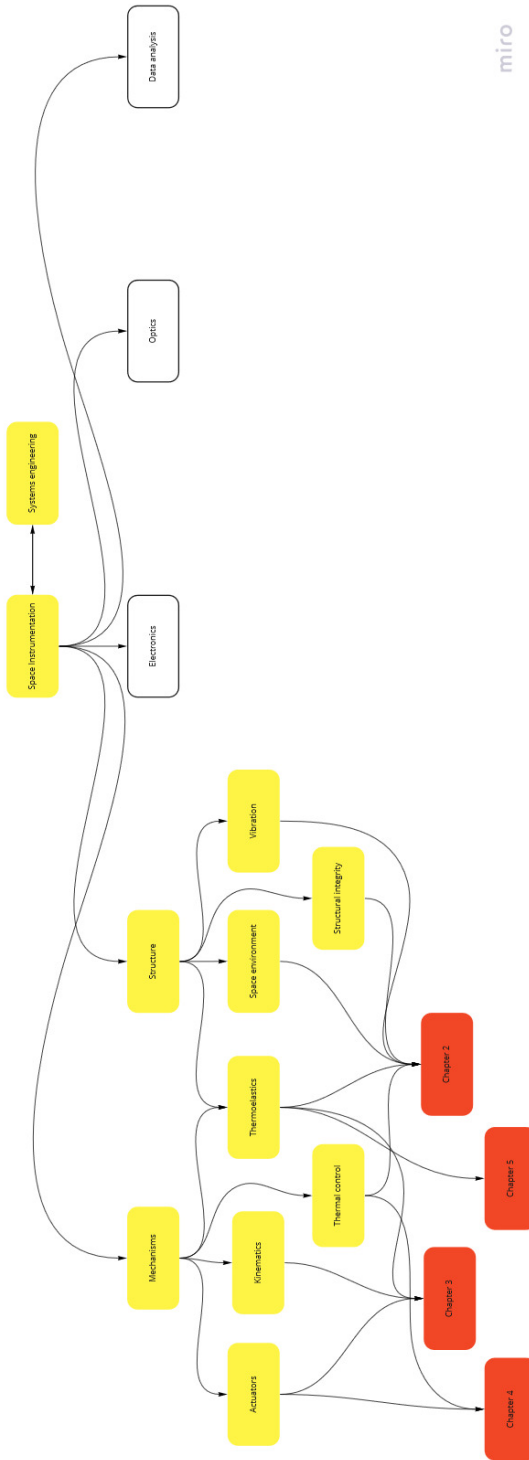 Space Instrumentation
Systems engineering
Mechanisms
Structure
Electronics
Optics
Data analysis
Actuators
Kinematics
Thermoelastics
Space environment
Vibration
Thermal control
Structural integrity
Chapter 3
Chapter 2
Chapter 4
Chapter 5
miro